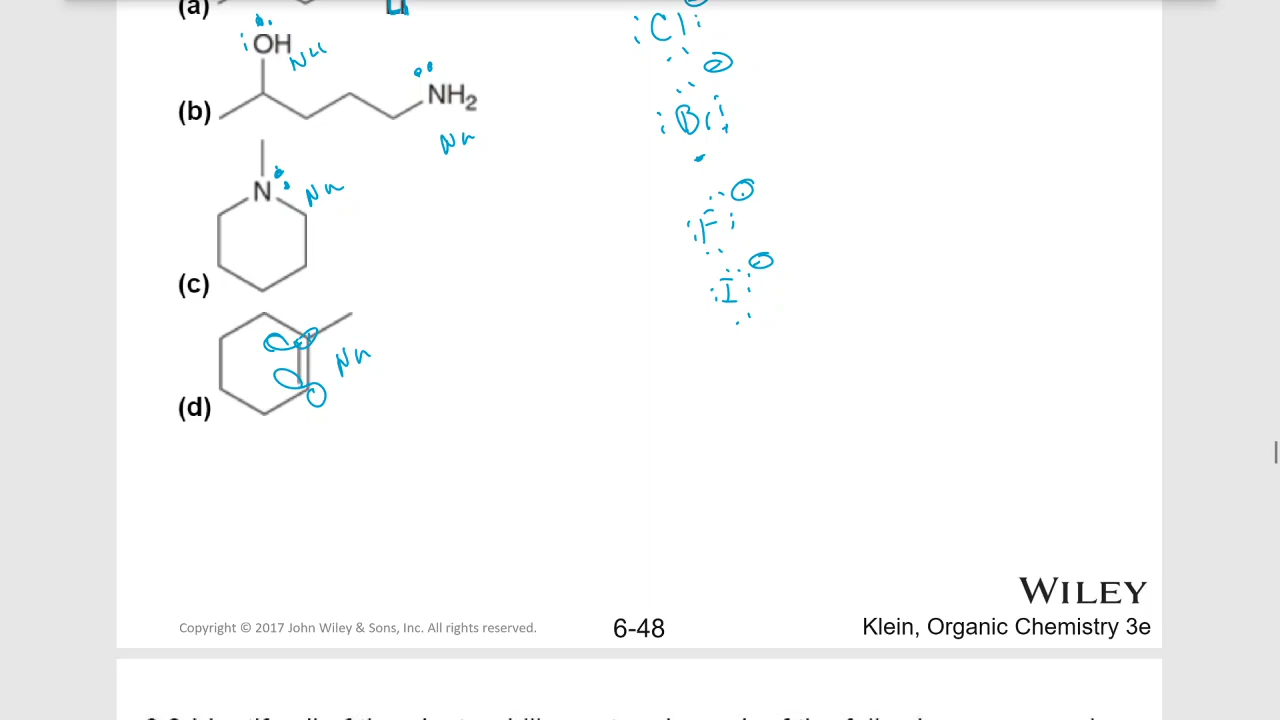 (a)
:Cl:
:OH
Nu
(b)
NH2
Nu
:Br:
N
Nu
:F:
(c)
:I:
Nu
(d)
WILEY
Copyright © 2017 John Wiley & Sons, Inc. All rights reserved.
6-48
Klein, Organic Chemistry 3e